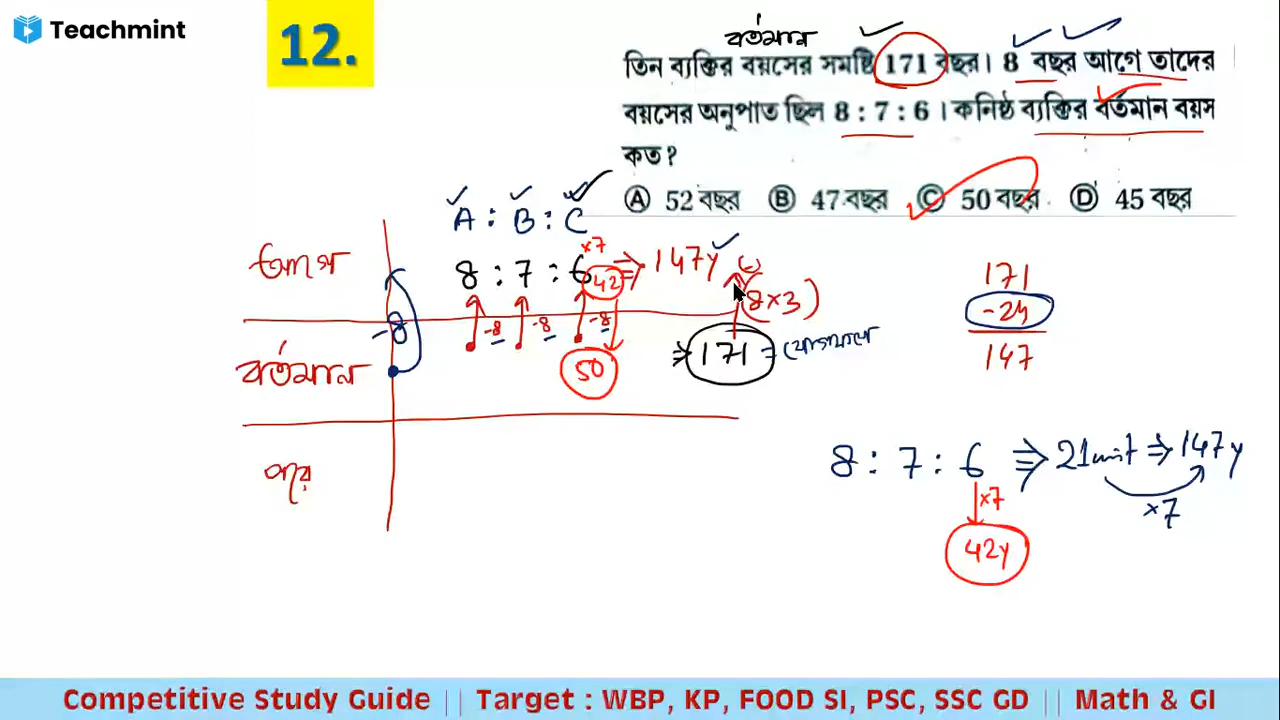 Teachmint
12.
বর্তমান
তিন ব্যক্তির বয়সের সমষ্টি 171 বছর। 8 বছর আগে তাদের
বয়সের অনুপাত ছিল 8 : 7 : 6 । কনিষ্ঠ ব্যক্তির বর্তমান বয়স
কত?
Ⓐ 52 বছর Ⓑ 47 বছর Ⓒ 50 বছর Ⓓ 45 বছর
A : B : C
×7
আগে 8 : 7 : 6 42 ⇒ 147y
(8×3)
-8 -8 -8 -8
বর্তমান 50 ⇒ 171 =
পরে
171
-24
147
8 : 7 : 6 ⇒ 21unit ⇒ 147y
×7 ×7
42y
Competitive Study Guide || Target : WBP, KP, FOOD SI, PSC, SSC GD || Math & GI